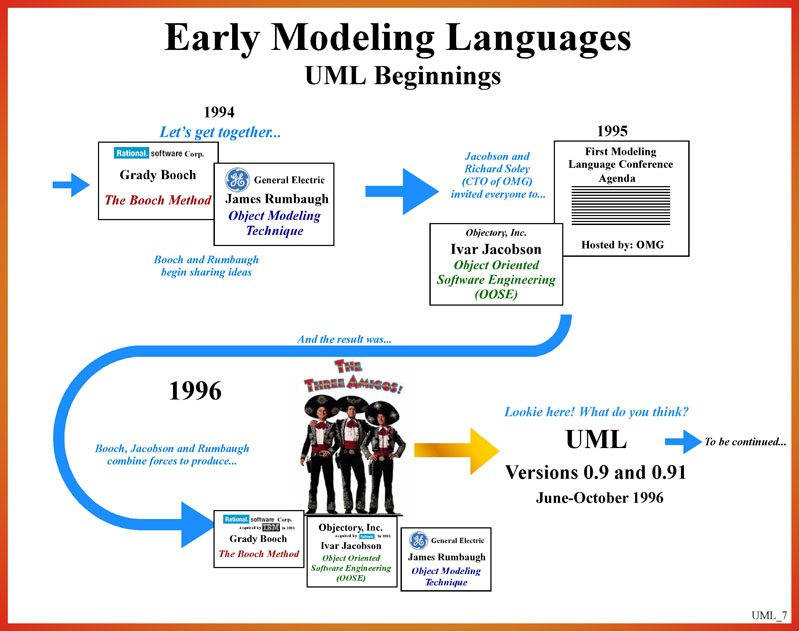 Early Modeling Languages
UML Beginnings
1994
Let's get together...
Rational. software Corp.
Grady Booch
The Booch Method
GE General Electric
James Rumbaugh
Object Modeling
Technique
Booch and Rumbaugh
begin sharing ideas
Jacobson and
Richard Soley
(CTO of OMG)
invited everyone to...
1995
First Modeling
Language Conference
Agenda
Hosted by: OMG
Objectory, Inc.
Ivar Jacobson
Object Oriented
Software Engineering
(OOSE)
And the result was...
1996
Booch, Jacobson and Rumbaugh
combine forces to produce...
The
Three Amigos!
Rational. software Corp.
Acquired by IBM in 2003
Grady Booch
The Booch Method
Objectory, Inc.
Acquired by Rational in 1995
Ivar Jacobson
Object Oriented
Software Engineering
(OOSE)
GE General Electric
James Rumbaugh
Object Modeling
Technique
Lookie here! What do you think?
UML
Versions 0.9 and 0.91
June-October 1996
To be continued...
UML_7